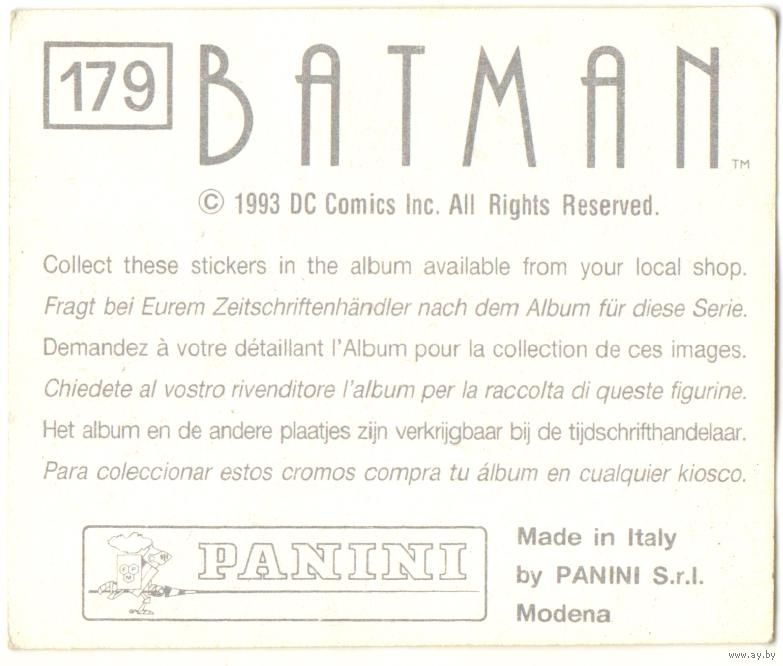 179 BATMAN TM
© 1993 DC Comics Inc. All Rights Reserved.
Collect these stickers in the album available from your local shop.
Fragt bei Eurem Zeitschriftenhändler nach dem Album für diese Serie.
Demandez à votre détaillant l'Album pour la collection de ces images.
Chiedete al vostro rivenditore l'album per la raccolta di queste figurine.
Het album en de andere plaatjes zijn verkrijgbaar bij de tijdschrifthandelaar.
Para coleccionar estos cromos compra tu álbum en cualquier kiosco.
PANINI
Made in Italy
by PANINI S.r.l.
Modena
www.ay.by